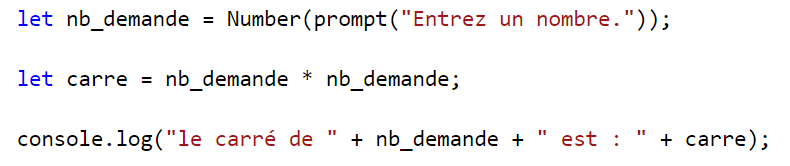 let nb_demande = Number(prompt("Entrez un nombre."));
let carre = nb_demande * nb_demande;
console.log("le carré de " + nb_demande + " est : " + carre);